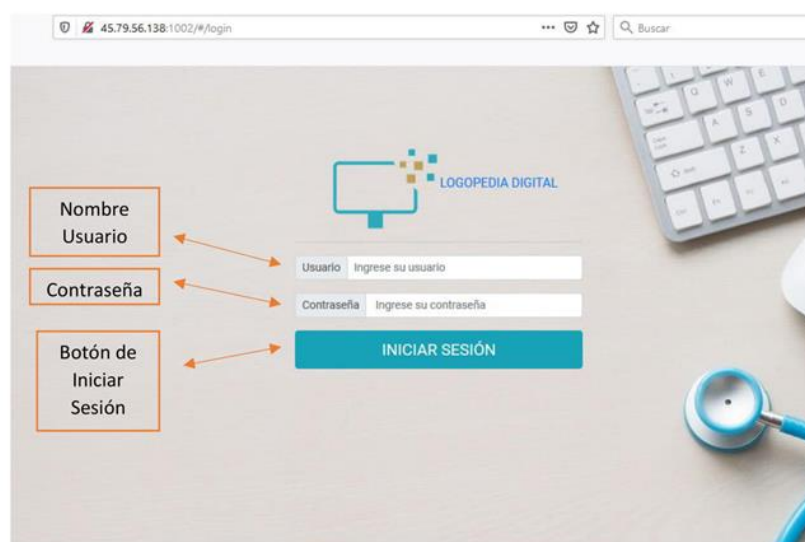 45.79.56.138:1002/#/login
Buscar
LOGOPEDIA DIGITAL
Nombre
Usuario
Usuario Ingrese su usuario
Contraseña
Contraseña Ingrese su contraseña
Botón de
Iniciar
Sesión
INICIAR SESIÓN